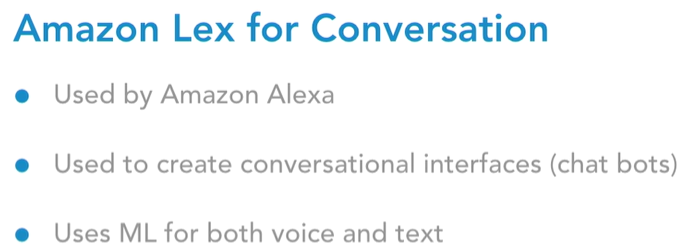 Amazon Lex for Conversation
• Used by Amazon Alexa
• Used to create conversational interfaces (chat bots)
• Uses ML for both voice and text